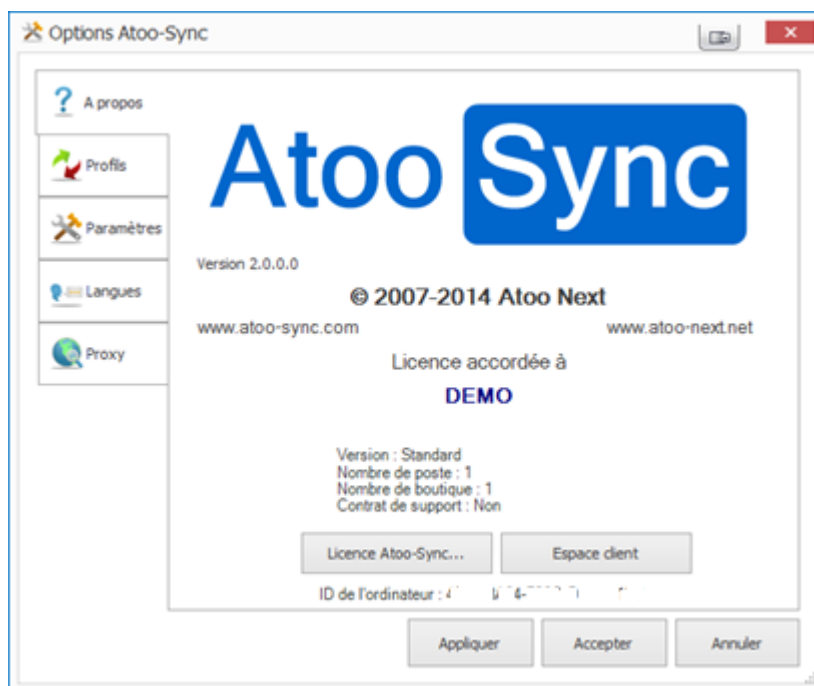 Options Atoo-Sync
A propos
Profils
Paramètres
Langues
Proxy
Atoo Sync
Version 2.0.0.0
© 2007-2014 Atoo Next
www.atoo-sync.com www.atoo-next.net
Licence accordée à
DEMO
Version : Standard
Nombre de poste : 1
Nombre de boutique : 1
Contrat de support : Non
Licence Atoo-Sync... Espace client
ID de l'ordinateur :
Appliquer Accepter Annuler